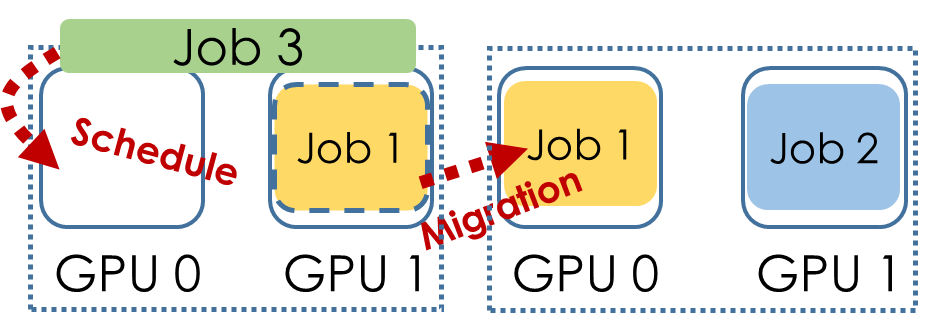 Job 3
Schedule
Job 1
Migration
Job 1
Job 2
GPU 0
GPU 1
GPU 0
GPU 1